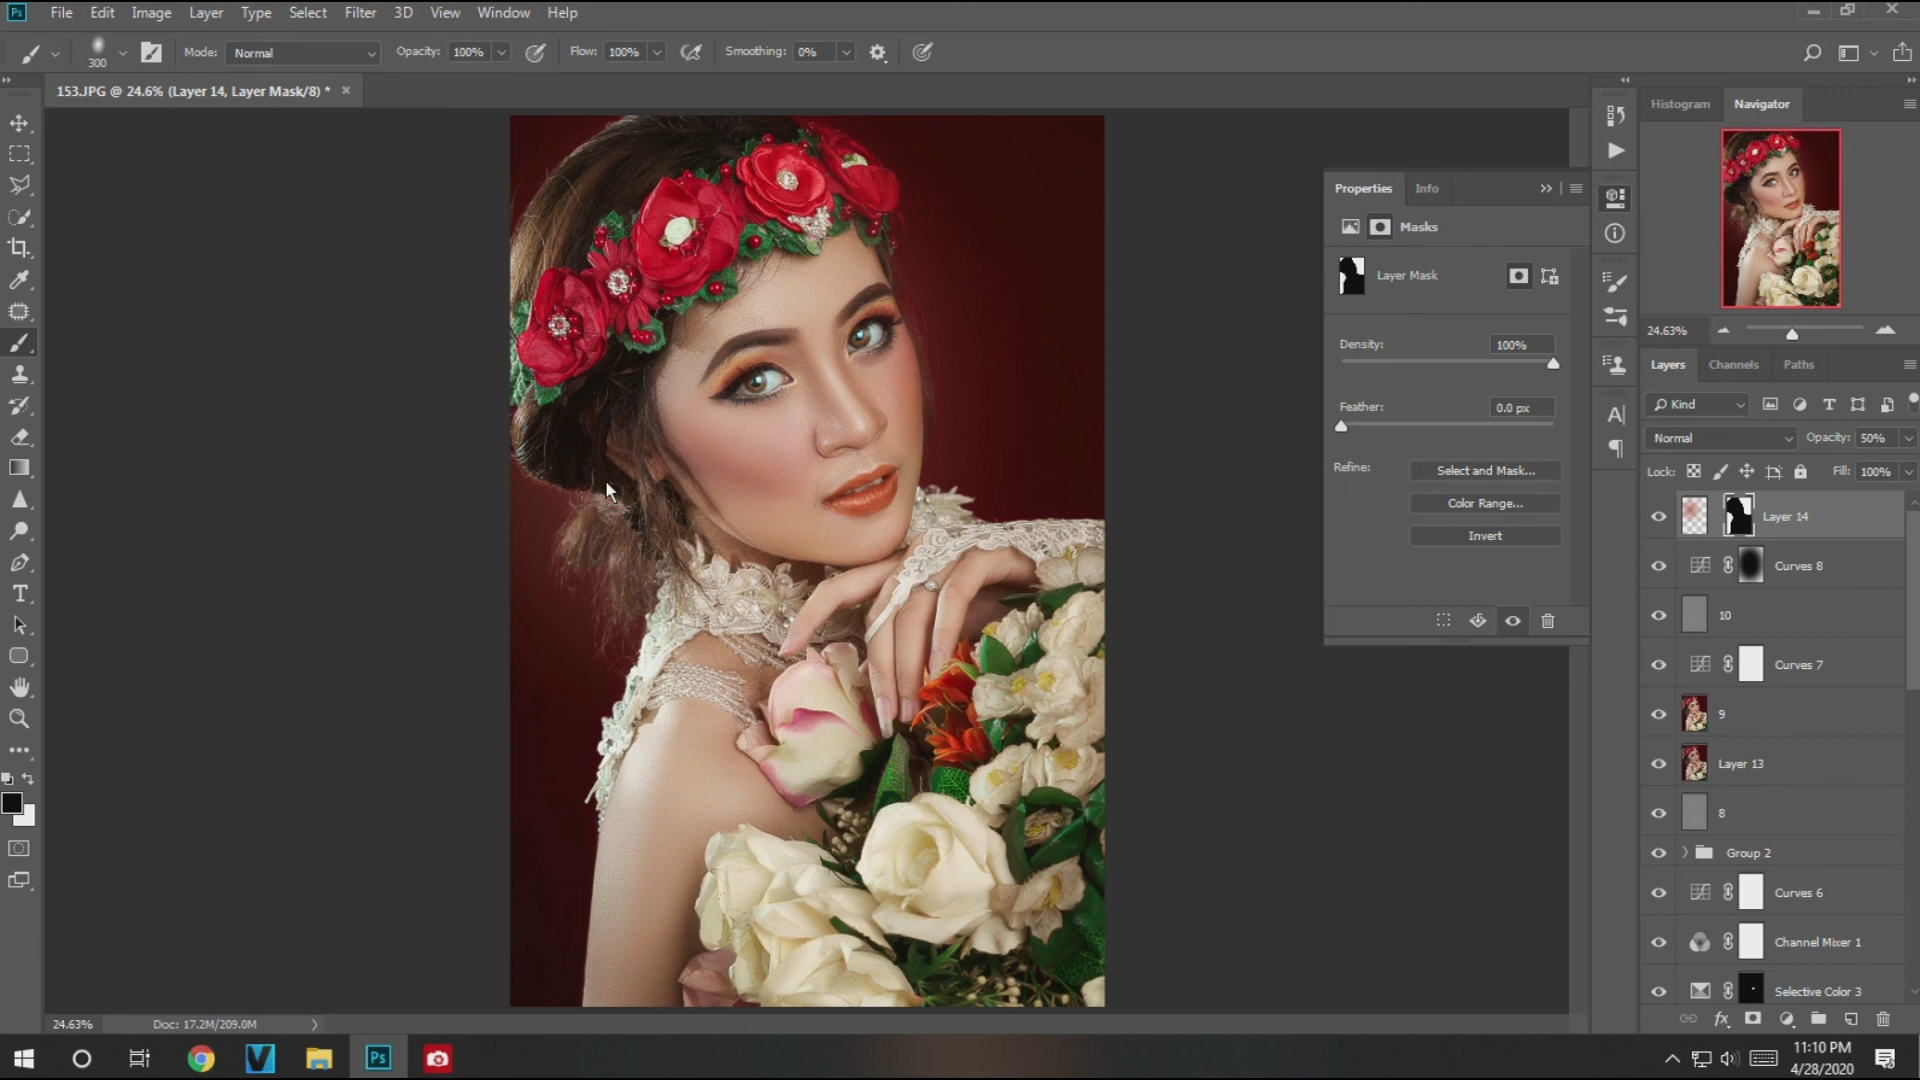 Ps File Edit Image Layer Type Select Filter 3D View Window Help
300 Mode: Normal Opacity: 100% Flow: 100% Smoothing: 0%
153.JPG @ 24.6% (Layer 14, Layer Mask/8) *
Histogram Navigator
24.63%
Properties Info
Masks
Layer Mask
Density: 100%
Feather: 0.0 px
Refine: Select and Mask...
Color Range...
Invert
Layers Channels Paths
Kind
Normal Opacity: 50%
Lock: Fill: 100%
Layer 14
Curves 8
10
Curves 7
9
Layer 13
8
Group 2
Curves 6
Channel Mixer 1
Selective Color 3
24.63% Doc: 17.2M/209.0M
Ps
11:10 PM
4/28/2020